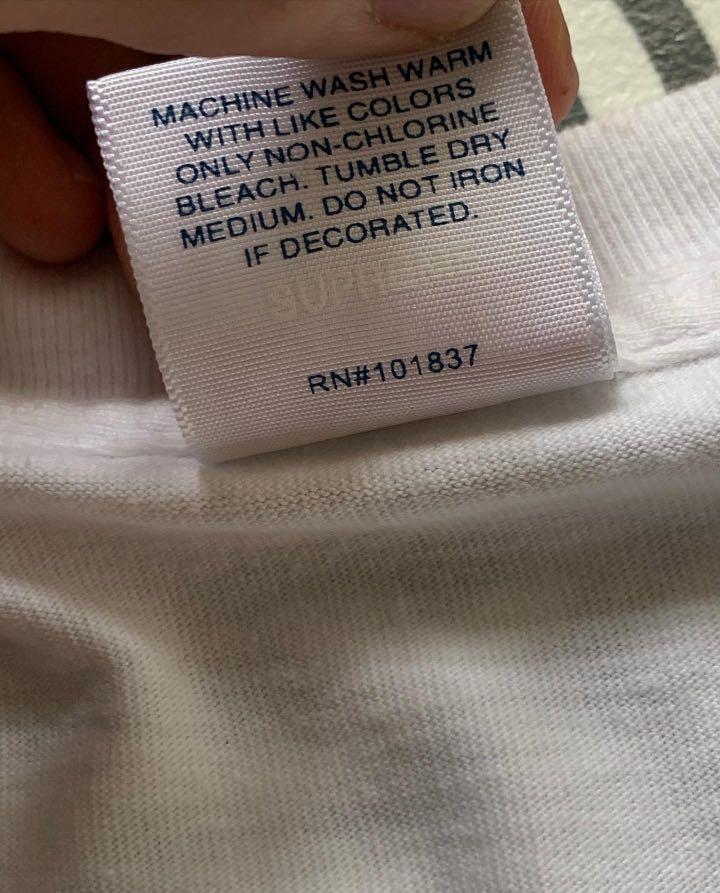 MACHINE WASH WARM
WITH LIKE COLORS
ONLY NON-CHLORINE
BLEACH. TUMBLE DRY
MEDIUM. DO NOT IRON
IF DECORATED.
SUPREME
RN#101837